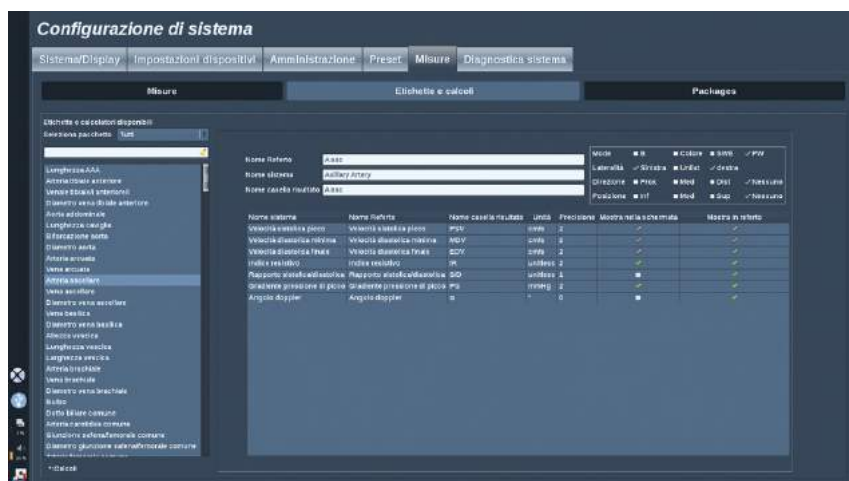 Configurazione di sistema
Sistema/Display Impostazioni dispositivi Amministrazione Preset Misure Diagnostica sistema
Misure Etichette e calcoli Packages
Etichette e calcolatori disponibili
Seleziona pacchetto Tutti
Lunghezza AAA
Arteria tibiale anteriore
Vena/e tibiale/i anteriore/i
Diametro vena tibiale anteriore
Aorta addominale
Lunghezza caviglia
Biforcazione aorta
Diametro aorta
Arteria arcuata
Vena arcuata
Arteria ascellare
Vena ascellare
Diametro vena ascellare
Vena basilica
Diametro vena basilica
Altezza vescica
Lunghezza vescica
Larghezza vescica
Arteria brachiale
Vena brachiale
Diametro vena brachiale
Bulbo
Dotto biliare comune
Arteria carotidea comune
Giunzione safena/femorale comune
Diametro giunzione safena/femorale comune
*:Calcoli
Nome Referto A asc
Nome sistema Axillary Artery
Nome casella risultato A asc
Mode B Colore SWE PW
Lateralità Sinistra Unilat destra
Direzione Prox Med Dist Nessuno
Posizione Inf Med Sup Nessuno
Nome sistema Nome Referto Nome casella risultato Unità Precisione Mostra nella schermata Mostra in referto
Velocità sistolica picco Velocità sistolica picco PSV cm/s 2
Velocità diastolica minima Velocità diastolica minima MDV cm/s 2
Velocità diastolica finale Velocità diastolica finale EDV cm/s 2
Indice resistivo Indice resistivo IR unitless 2
Rapporto sistolica/diastolica Rapporto sistolica/diastolica S/D unitless 1
Gradiente pressione di picco Gradiente pressione di picco PG mmHg 2
Angolo doppler Angolo doppler α ° 0